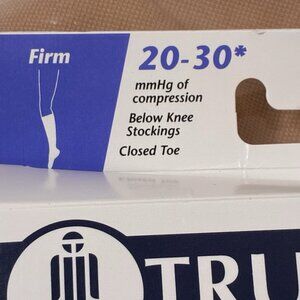 Firm
20-30*
mmHg of
compression
Below Knee
Stockings
Closed Toe
TRU